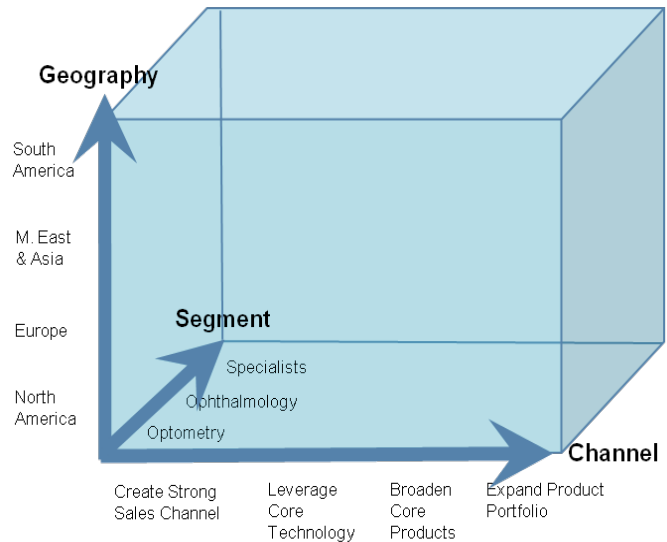 Geography
South
America
M. East
& Asia
Europe
North
America
Segment
Specialists
Ophthalmology
Optometry
Channel
Create Strong
Sales Channel
Leverage
Core
Technology
Broaden
Core
Products
Expand Product
Portfolio